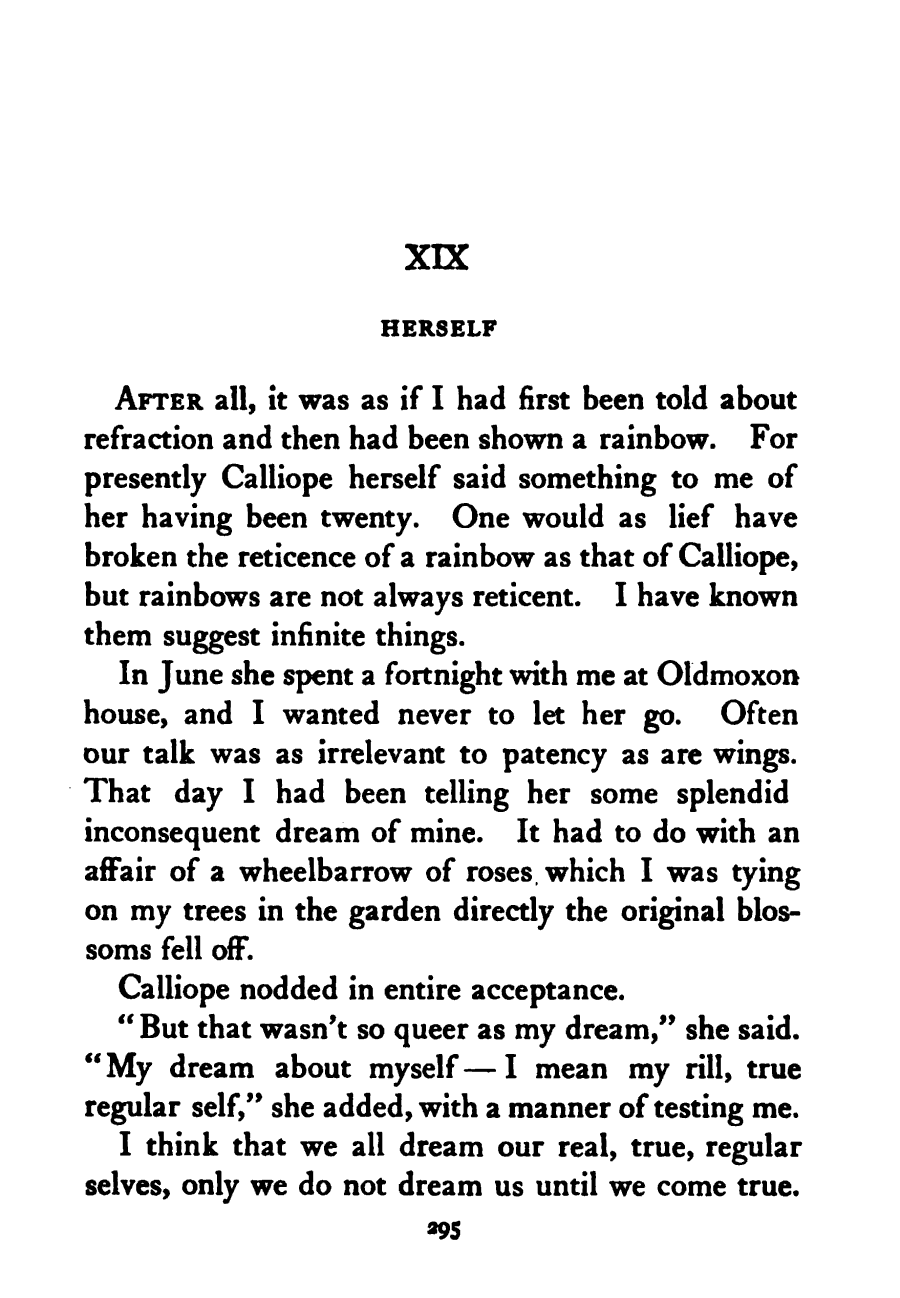 XIX
HERSELF
AFTER all, it was as if I had first been told about
refraction and then had been shown a rainbow. For
presently Calliope herself said something to me of
her having been twenty. One would as lief have
broken the reticence of a rainbow as that of Calliope,
but rainbows are not always reticent. I have known
them suggest infinite things.
In June she spent a fortnight with me at Oldmoxon
house, and I wanted never to let her go. Often
our talk was as irrelevant to patency as are wings.
That day I had been telling her some splendid
inconsequent dream of mine. It had to do with an
affair of a wheelbarrow of roses, which I was tying
on my trees in the garden directly the original blos-
soms fell off.
Calliope nodded in entire acceptance.
“But that wasn't so queer as my dream,” she said.
“My dream about myself — I mean my rill, true
regular self,” she added, with a manner of testing me.
I think that we all dream our real, true, regular
selves, only we do not dream us until we come true.
295